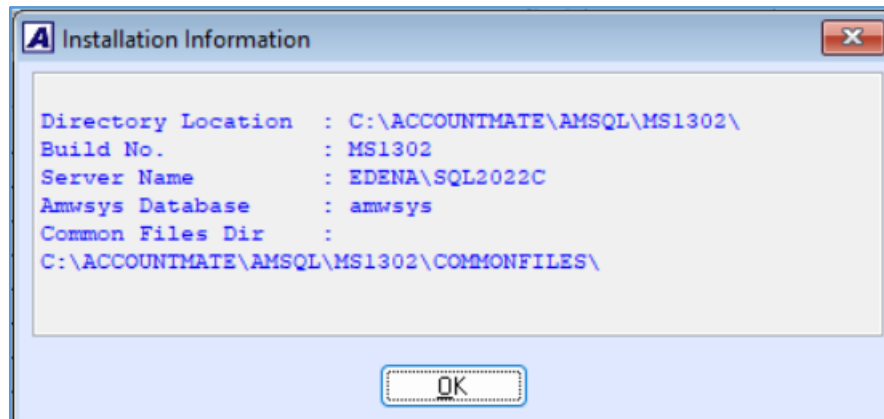 A Installation Information
Directory Location : C:\ACCOUNTMATE\AMSQL\MS1302\
Build No. : MS1302
Server Name : EDENA\SQL2022C
Amwsys Database : amwsys
Common Files Dir :
C:\ACCOUNTMATE\AMSQL\MS1302\COMMONFILES\
OK